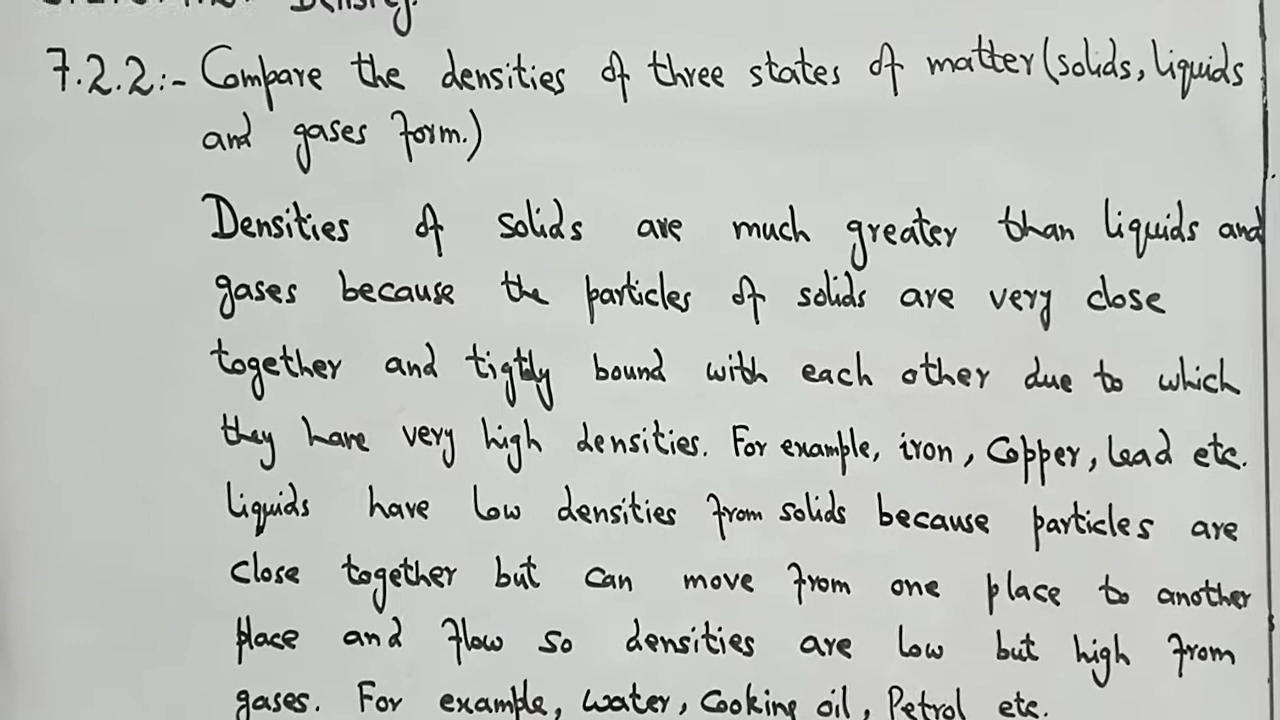 Density.
7.2.2:- Compare the densities of three states of matter (solids, liquids
and gases form.)
Densities of solids are much greater than liquids and
gases because the particles of solids are very close
together and tigtly bound with each other due to which
they have very high densities. For example, iron, Copper, Lead etc.
liquids have low densities from solids because particles are
close together but can move from one place to another
place and flow so densities are low but high from
gases. For example, water, Cooking oil, Petrol etc.